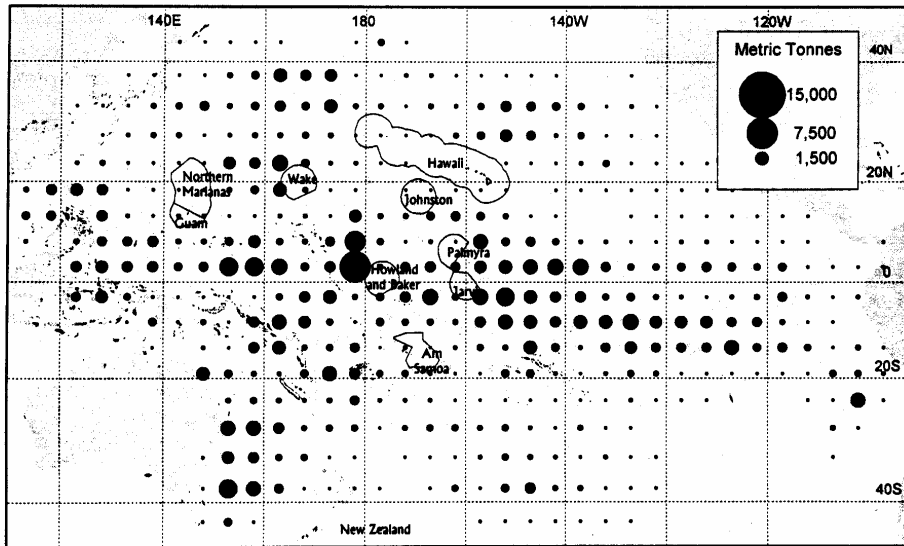 140E 180 140W 120W
Metric Tonnes
15,000
7,500
1,500
40N
Hawaii
20N
Northern
Marianas
Wake
Johnston
Guam
Palmyra
Howland
and Baker
0
Jarvis
Am
Samoa
20S
40S
New Zealand